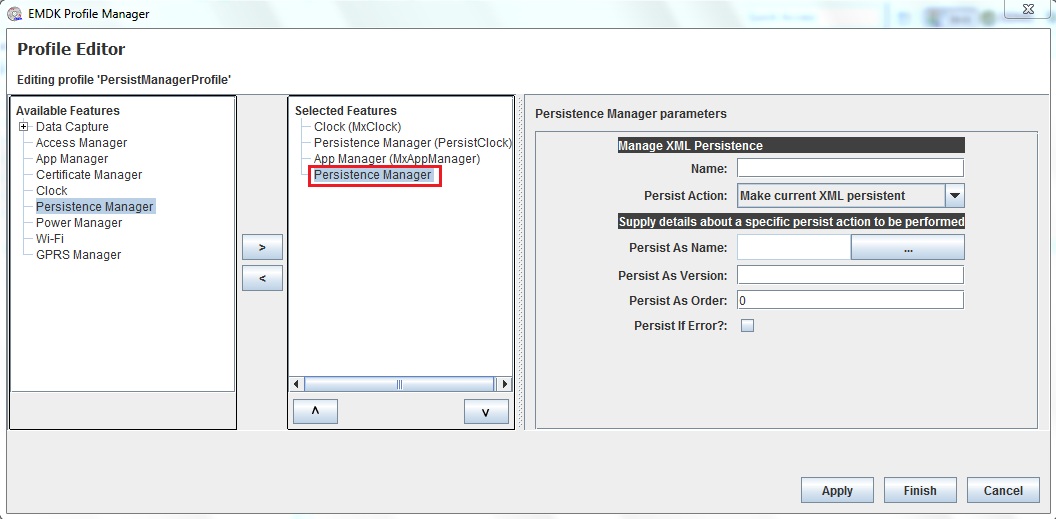 EMDK Profile Manager
Profile Editor
Editing profile 'PersistManagerProfile'
Available Features
Data Capture
Access Manager
App Manager
Certificate Manager
Clock
Persistence Manager
Power Manager
Wi-Fi
GPRS Manager
>
<
Selected Features
Clock (MxClock)
Persistence Manager (PersistClock)
App Manager (MxAppManager)
Persistence Manager
Persistence Manager parameters
Manage XML Persistence
Name:
Persist Action: Make current XML persistent
Supply details about a specific persist action to be performed
Persist As Name: ...
Persist As Version:
Persist As Order: 0
Persist If Error?:
Apply Finish Cancel